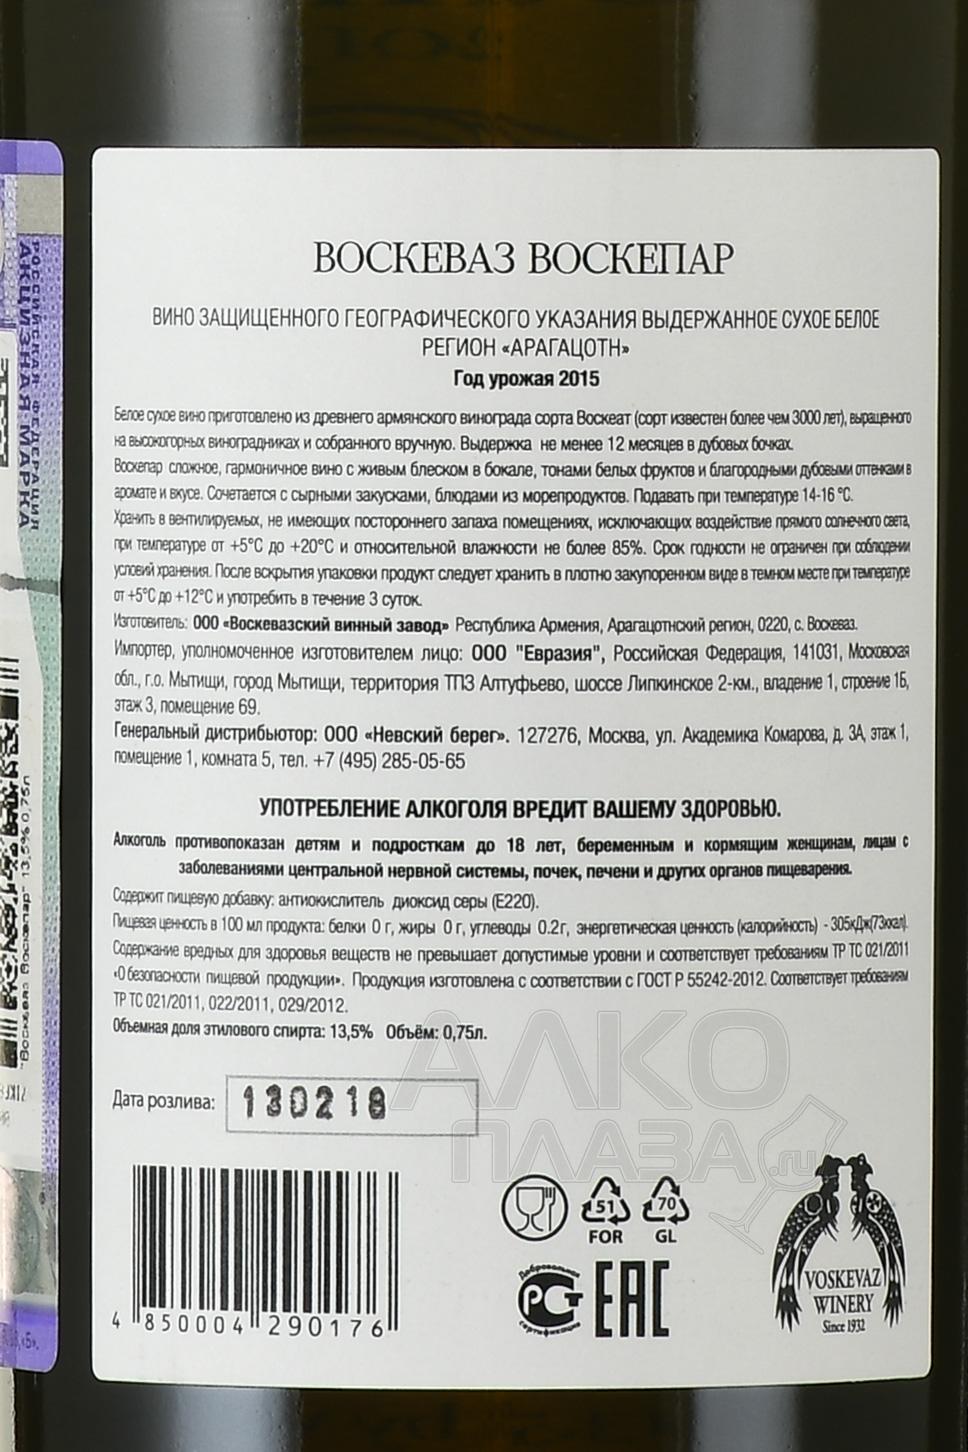 ВОСКЕВАЗ ВОСКЕПАР
ВИНО ЗАЩИЩЕННОГО ГЕОГРАФИЧЕСКОГО УКАЗАНИЯ ВЫДЕРЖАННОЕ СУХОЕ БЕЛОЕ
РЕГИОН «АРАГАЦОТН»
Год урожая 2015
Белое сухое вино приготовлено из древнего армянского винограда сорта Воскеат (сорт известен более чем 3000 лет), выращенного
на высокогорных виноградниках и собранного вручную. Выдержка не менее 12 месяцев в дубовых бочках.
Воскепар сложное, гармоничное вино с живым блеском в бокале, тонами белых фруктов и благородными дубовыми оттенками в
аромате и вкусе. Сочетается с сырными закусками, блюдами из морепродуктов. Подавать при температуре 14-16 °C.
Хранить в вентилируемых, не имеющих постороннего запаха помещениях, исключающих воздействие прямого солнечного света,
при температуре от +5°C до +20°C и относительной влажности не более 85%. Срок годности не ограничен при соблюдении
условий хранения. После вскрытия упаковки продукт следует хранить в плотно закупоренном виде в темном месте при температуре
от +5°C до +12°C и употребить в течение 3 суток.
Изготовитель: ООО «Воскевазский винный завод» Республика Армения, Арагацотнский регион, 0220, с. Воскеваз.
Импортер, уполномоченное изготовителем лицо: ООО "Евразия", Российская Федерация, 141031, Московская
обл., г.о. Мытищи, город Мытищи, территория ТПЗ Алтуфьево, шоссе Липкинское 2-км., владение 1, строение 1Б,
этаж 3, помещение 69.
Генеральный дистрибьютор: ООО «Невский берег». 127276, Москва, ул. Академика Комарова, д. 3А, этаж 1,
помещение 1, комната 5, тел. +7 (495) 285-05-65
УПОТРЕБЛЕНИЕ АЛКОГОЛЯ ВРЕДИТ ВАШЕМУ ЗДОРОВЬЮ.
Алкоголь противопоказан детям и подросткам до 18 лет, беременным и кормящим женщинам, лицам с
заболеваниями центральной нервной системы, почек, печени и других органов пищеварения.
Содержит пищевую добавку: антиокислитель диоксид серы (Е220).
Пищевая ценность в 100 мл продукта: белки 0 г, жиры 0 г, углеводы 0.2г, энергетическая ценность (калорийность) - 305кДж(73ккал).
Содержание вредных для здоровья веществ не превышает допустимые уровни и соответствует требованиям ТР ТС 021/2011
«О безопасности пищевой продукции». Продукция изготовлена с соответствии с ГОСТ Р 55242-2012. Соответствует требованиям
ТР ТС 021/2011, 022/2011, 029/2012.
Объемная доля этилового спирта: 13,5% Объём: 0,75л.
Дата розлива: 130218
4 850004 290176
51
FOR
70
GL
Добровольная
РСТ
сертификация
ЕАС
VOSKEVAZ
WINERY
Since 1932
АЛКО
ПЛАЗА
.ru
РОССИЙСКАЯ ФЕДЕРАЦИЯ
АКЦИЗНАЯ МАРКА
"Воскеваз Воскепар" 13,5% 0,75л